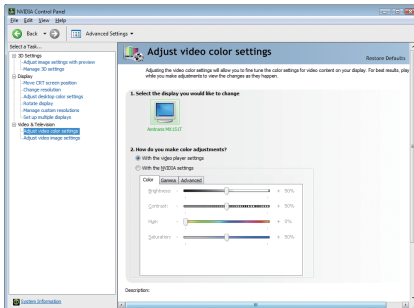 NVIDIA Control Panel
File Edit View Help
Back Advanced Settings
Select a Task...
3D Settings
Adjust image settings with preview
Manage 3D settings
Display
Move CRT screen position
Change resolution
Adjust desktop color settings
Rotate display
Manage custom resolutions
Set up multiple displays
Video & Television
Adjust video color settings
Adjust video image settings
System Information
Adjust video color settings
Restore Defaults
Adjusting the video color settings will allow you to fine tune the color settings for video content on your display. For best results, play
while you make adjustments to view the changes as they happen.
1. Select the display you would like to change
2. How do you make color adjustments?
With the video player settings
With the NVIDIA settings
Color Gamma Advanced
Brightness: - + 50%
Contrast: - + 50%
Hue: - + 0%
Saturation: - + 50%
Description: